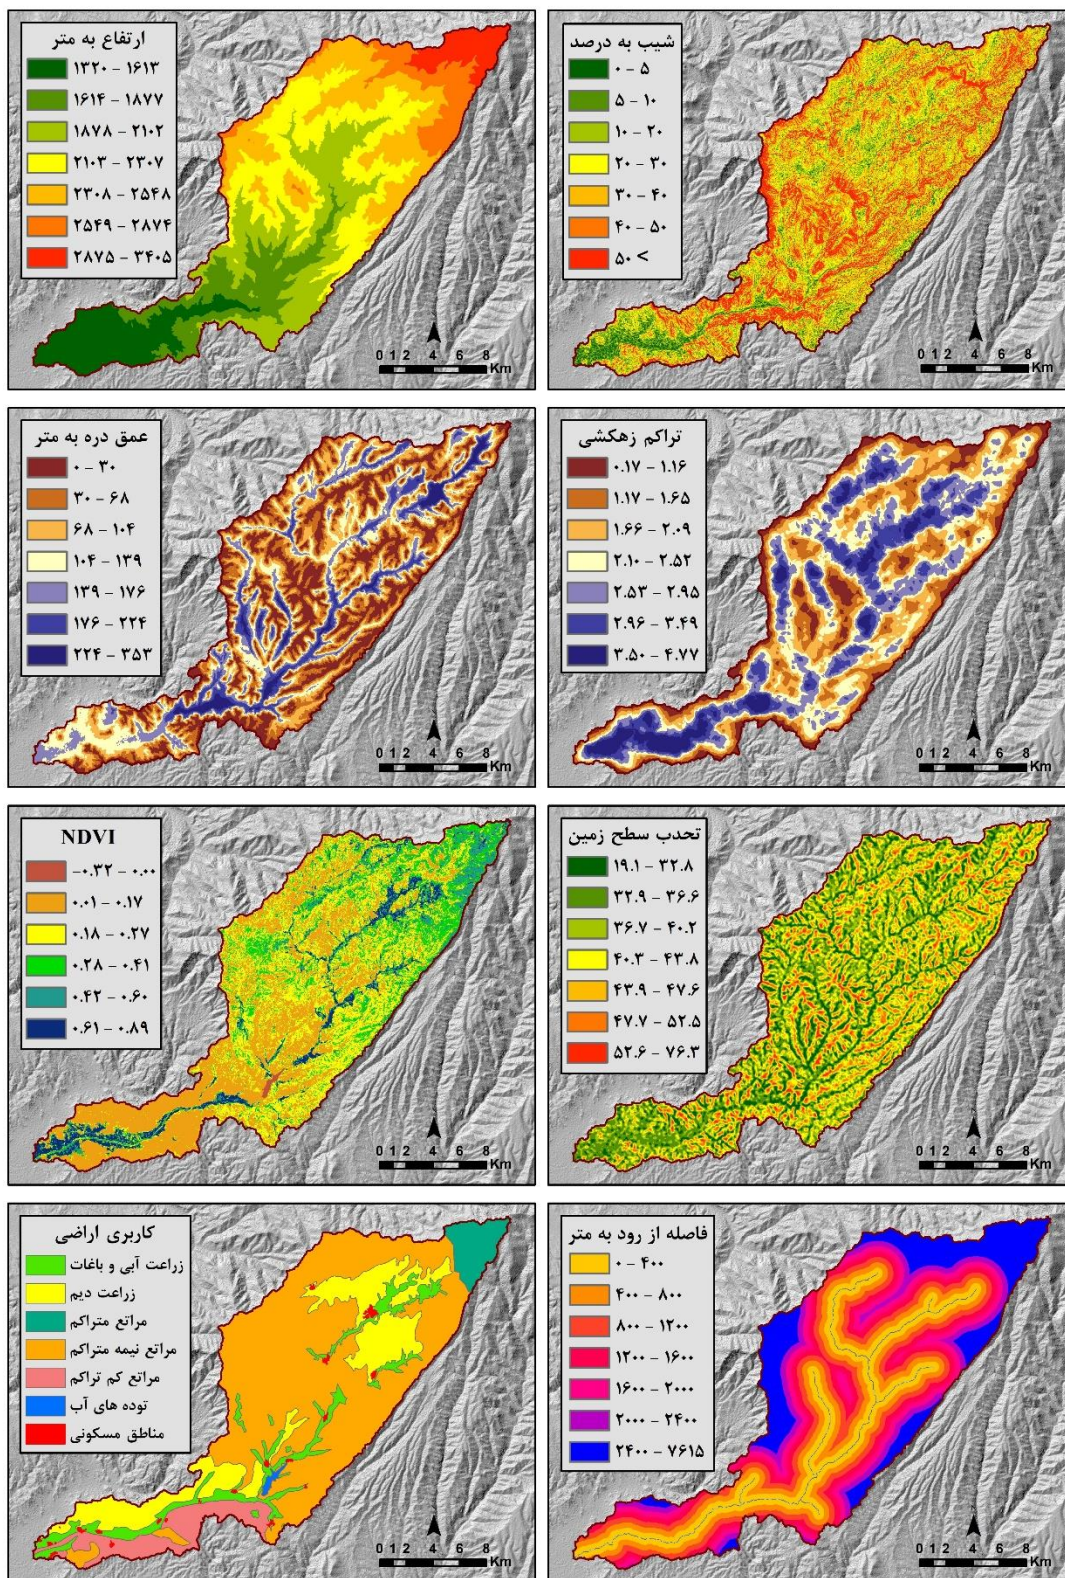 ارتفاع به متر
۱۳۲۰ - ۱۶۱۳
۱۶۱۴ - ۱۸۷۷
۱۸۷۸ - ۲۱۰۲
۲۱۰۳ - ۲۳۰۷
۲۳۰۸ - ۲۵۴۸
۲۵۴۹ - ۲۸۷۴
۲۸۷۵ - ۳۴۰۵
0 1 2 4 6 8
Km
شیب به درصد
۰ - ۵
۵ - ۱۰
۱۰ - ۲۰
۲۰ - ۳۰
۳۰ - ۴۰
۴۰ - ۵۰
۵۰ >
0 1 2 4 6 8
Km
عمق دره به متر
۰ - ۳۰
۳۰ - ۶۸
۶۸ - ۱۰۴
۱۰۴ - ۱۳۹
۱۳۹ - ۱۷۶
۱۷۶ - ۲۲۴
۲۲۴ - ۳۵۳
0 1 2 4 6 8
Km
تراکم زهکشی
۰.۱۷ - ۱.۱۶
۱.۱۷ - ۱.۶۵
۱.۶۶ - ۲.۰۹
۲.۱۰ - ۲.۵۲
۲.۵۳ - ۲.۹۵
۲.۹۶ - ۳.۴۹
۳.۵۰ - ۴.۷۷
0 1 2 4 6 8
Km
NDVI
-۰.۳۲ - ۰.۰۰
۰.۰۱ - ۰.۱۷
۰.۱۸ - ۰.۲۷
۰.۲۸ - ۰.۴۱
۰.۴۲ - ۰.۶۰
۰.۶۱ - ۰.۸۹
0 1 2 4 6 8
Km
تحدب سطح زمین
۱۹.۱ - ۳۲.۸
۳۲.۹ - ۳۶.۶
۳۶.۷ - ۴۰.۲
۴۰.۳ - ۴۳.۸
۴۳.۹ - ۴۷.۶
۴۷.۷ - ۵۲.۵
۵۲.۶ - ۷۶.۳
0 1 2 4 6 8
Km
کاربری اراضی
زراعت آبی و باغات
زراعت دیم
مراتع متراکم
مراتع نیمه متراکم
مراتع کم تراکم
توده های آب
مناطق مسکونی
0 1 2 4 6 8
Km
فاصله از رود به متر
۰ - ۴۰۰
۴۰۰ - ۸۰۰
۸۰۰ - ۱۲۰۰
۱۲۰۰ - ۱۶۰۰
۱۶۰۰ - ۲۰۰۰
۲۰۰۰ - ۲۴۰۰
۲۴۰۰ - ۷۶۱۵
0 1 2 4 6 8
Km